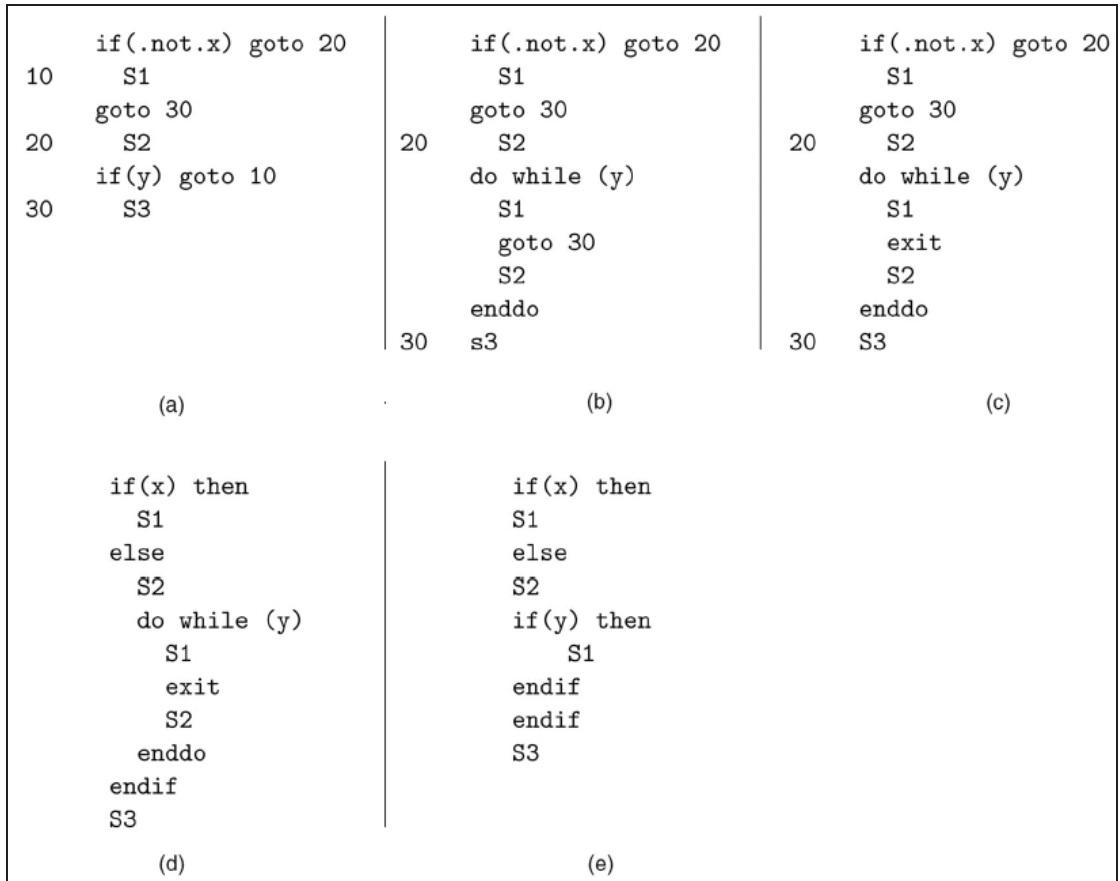 if(.not.x) goto 20
10 S1
goto 30
20 S2
if(y) goto 10
30 S3
(a)
if(.not.x) goto 20
S1
goto 30
20 S2
do while (y)
S1
goto 30
S2
enddo
30 s3
(b)
if(.not.x) goto 20
S1
goto 30
20 S2
do while (y)
S1
exit
S2
enddo
30 S3
(c)
if(x) then
S1
else
S2
do while (y)
S1
exit
S2
enddo
endif
S3
(d)
if(x) then
S1
else
S2
if(y) then
S1
endif
endif
S3
(e)